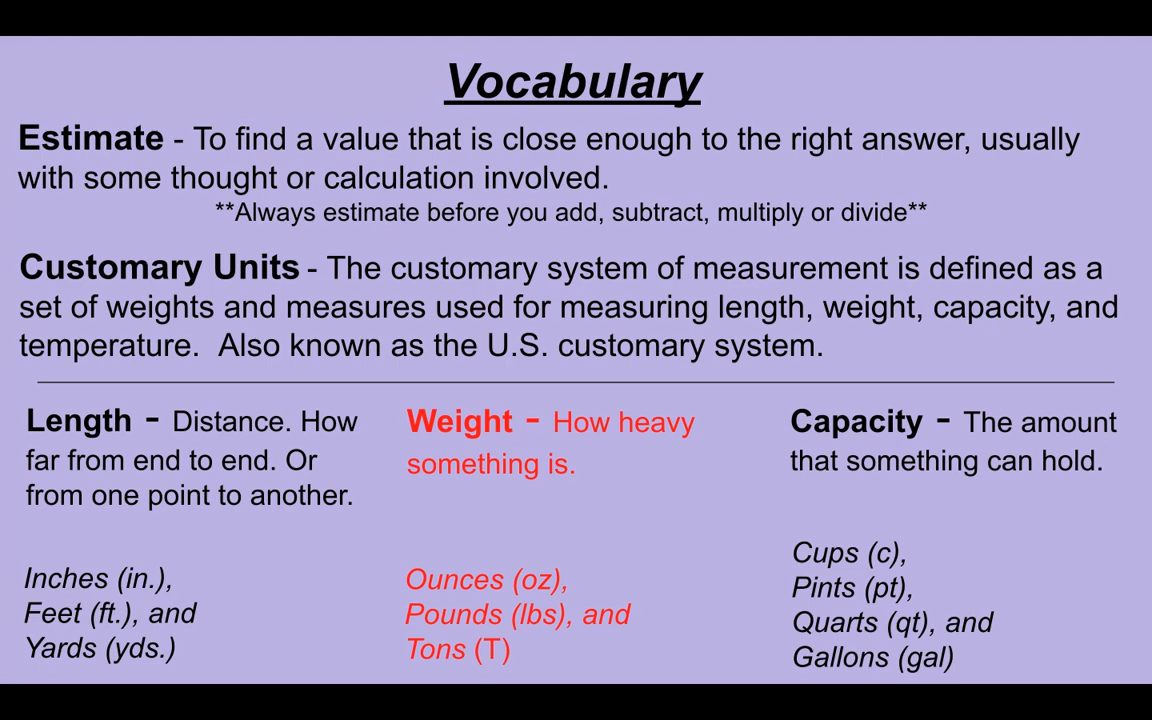 Vocabulary
Estimate - To find a value that is close enough to the right answer, usually
with some thought or calculation involved.
**Always estimate before you add, subtract, multiply or divide**
Customary Units - The customary system of measurement is defined as a
set of weights and measures used for measuring length, weight, capacity, and
temperature. Also known as the U.S. customary system.
Length - Distance. How
far from end to end. Or
from one point to another.
Inches (in.),
Feet (ft.), and
Yards (yds.)
Weight - How heavy
something is.
Ounces (oz),
Pounds (lbs), and
Tons (T)
Capacity - The amount
that something can hold.
Cups (c),
Pints (pt),
Quarts (qt), and
Gallons (gal)